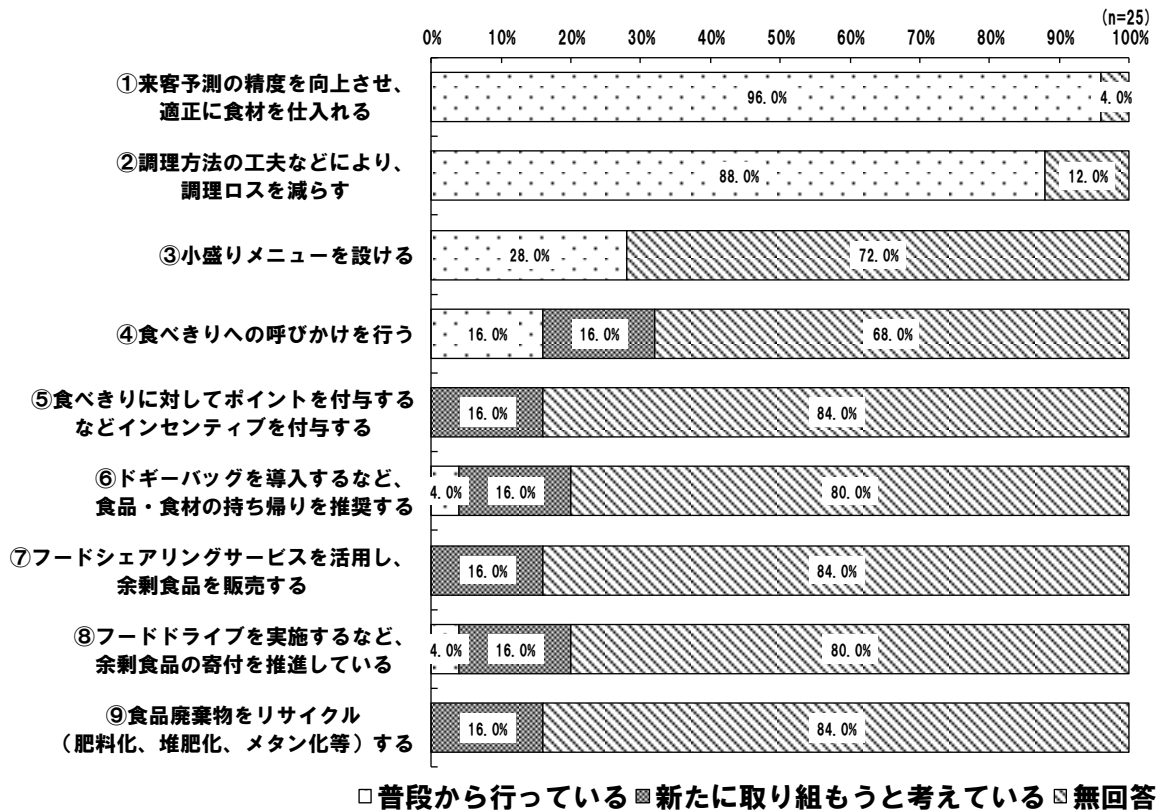 (n=25)
0% 10% 20% 30% 40% 50% 60% 70% 80% 90% 100%
①来客予測の精度を向上させ、
適正に食材を仕入れる
96.0% 4.0%
②調理方法の工夫などにより、
調理ロスを減らす
88.0% 12.0%
③小盛りメニューを設ける
28.0% 72.0%
④食べきりへの呼びかけを行う
16.0% 16.0% 68.0%
⑤食べきりに対してポイントを付与する
などインセンティブを付与する
16.0% 84.0%
⑥ドギーバッグを導入するなど、
食品・食材の持ち帰りを推奨する
4.0% 16.0% 80.0%
⑦フードシェアリングサービスを活用し、
余剰食品を販売する
16.0% 84.0%
⑧フードドライブを実施するなど、
余剰食品の寄付を推進している
4.0% 16.0% 80.0%
⑨食品廃棄物をリサイクル
（肥料化、堆肥化、メタン化等）する
16.0% 84.0%
普段から行っている 新たに取り組もうと考えている 無回答